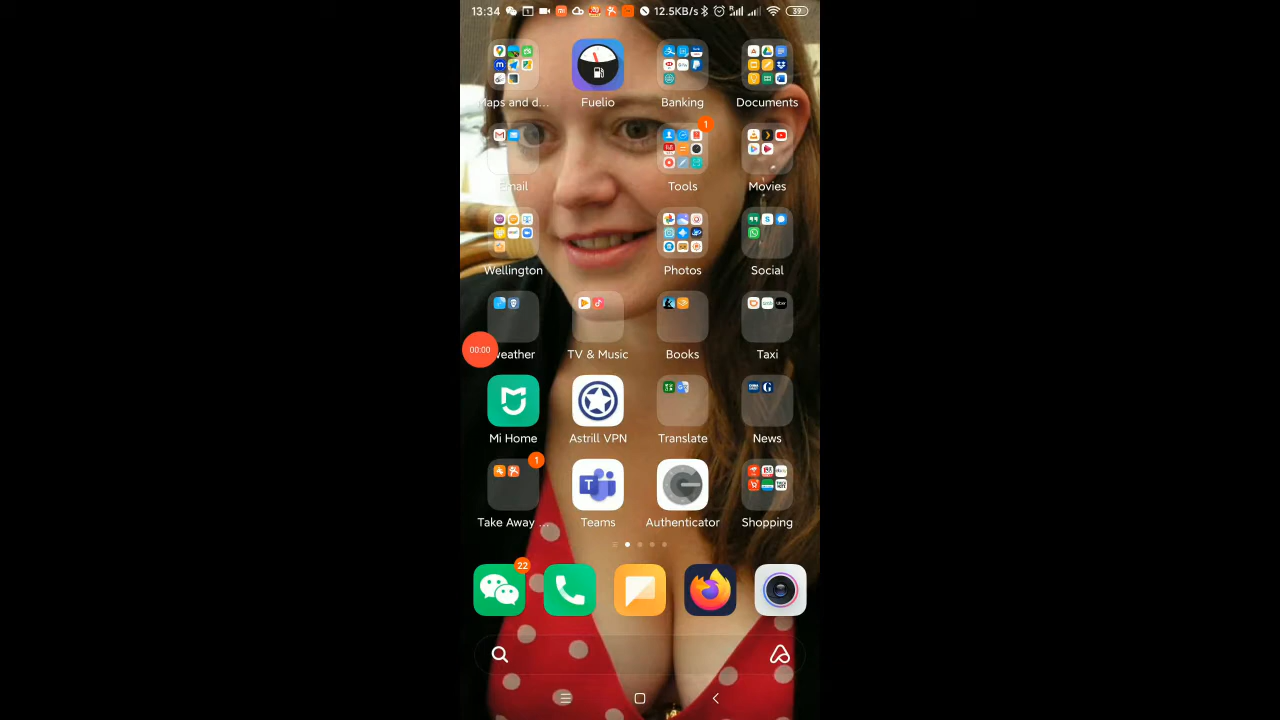 13:34 12.5KB/s 39
Maps and d... Fuelio Banking Documents
1
Email Tools Movies
Wellington Photos Social
00:00
Weather TV & Music Books Taxi
Mi Home Astrill VPN Translate News
1
Take Away ... Teams Authenticator Shopping
22